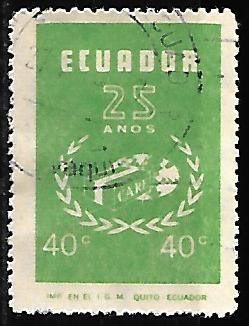 ECUADOR
25
AÑOS
CARE
40c 40c
IMP. EN EL I. G. M. QUITO ECUADOR